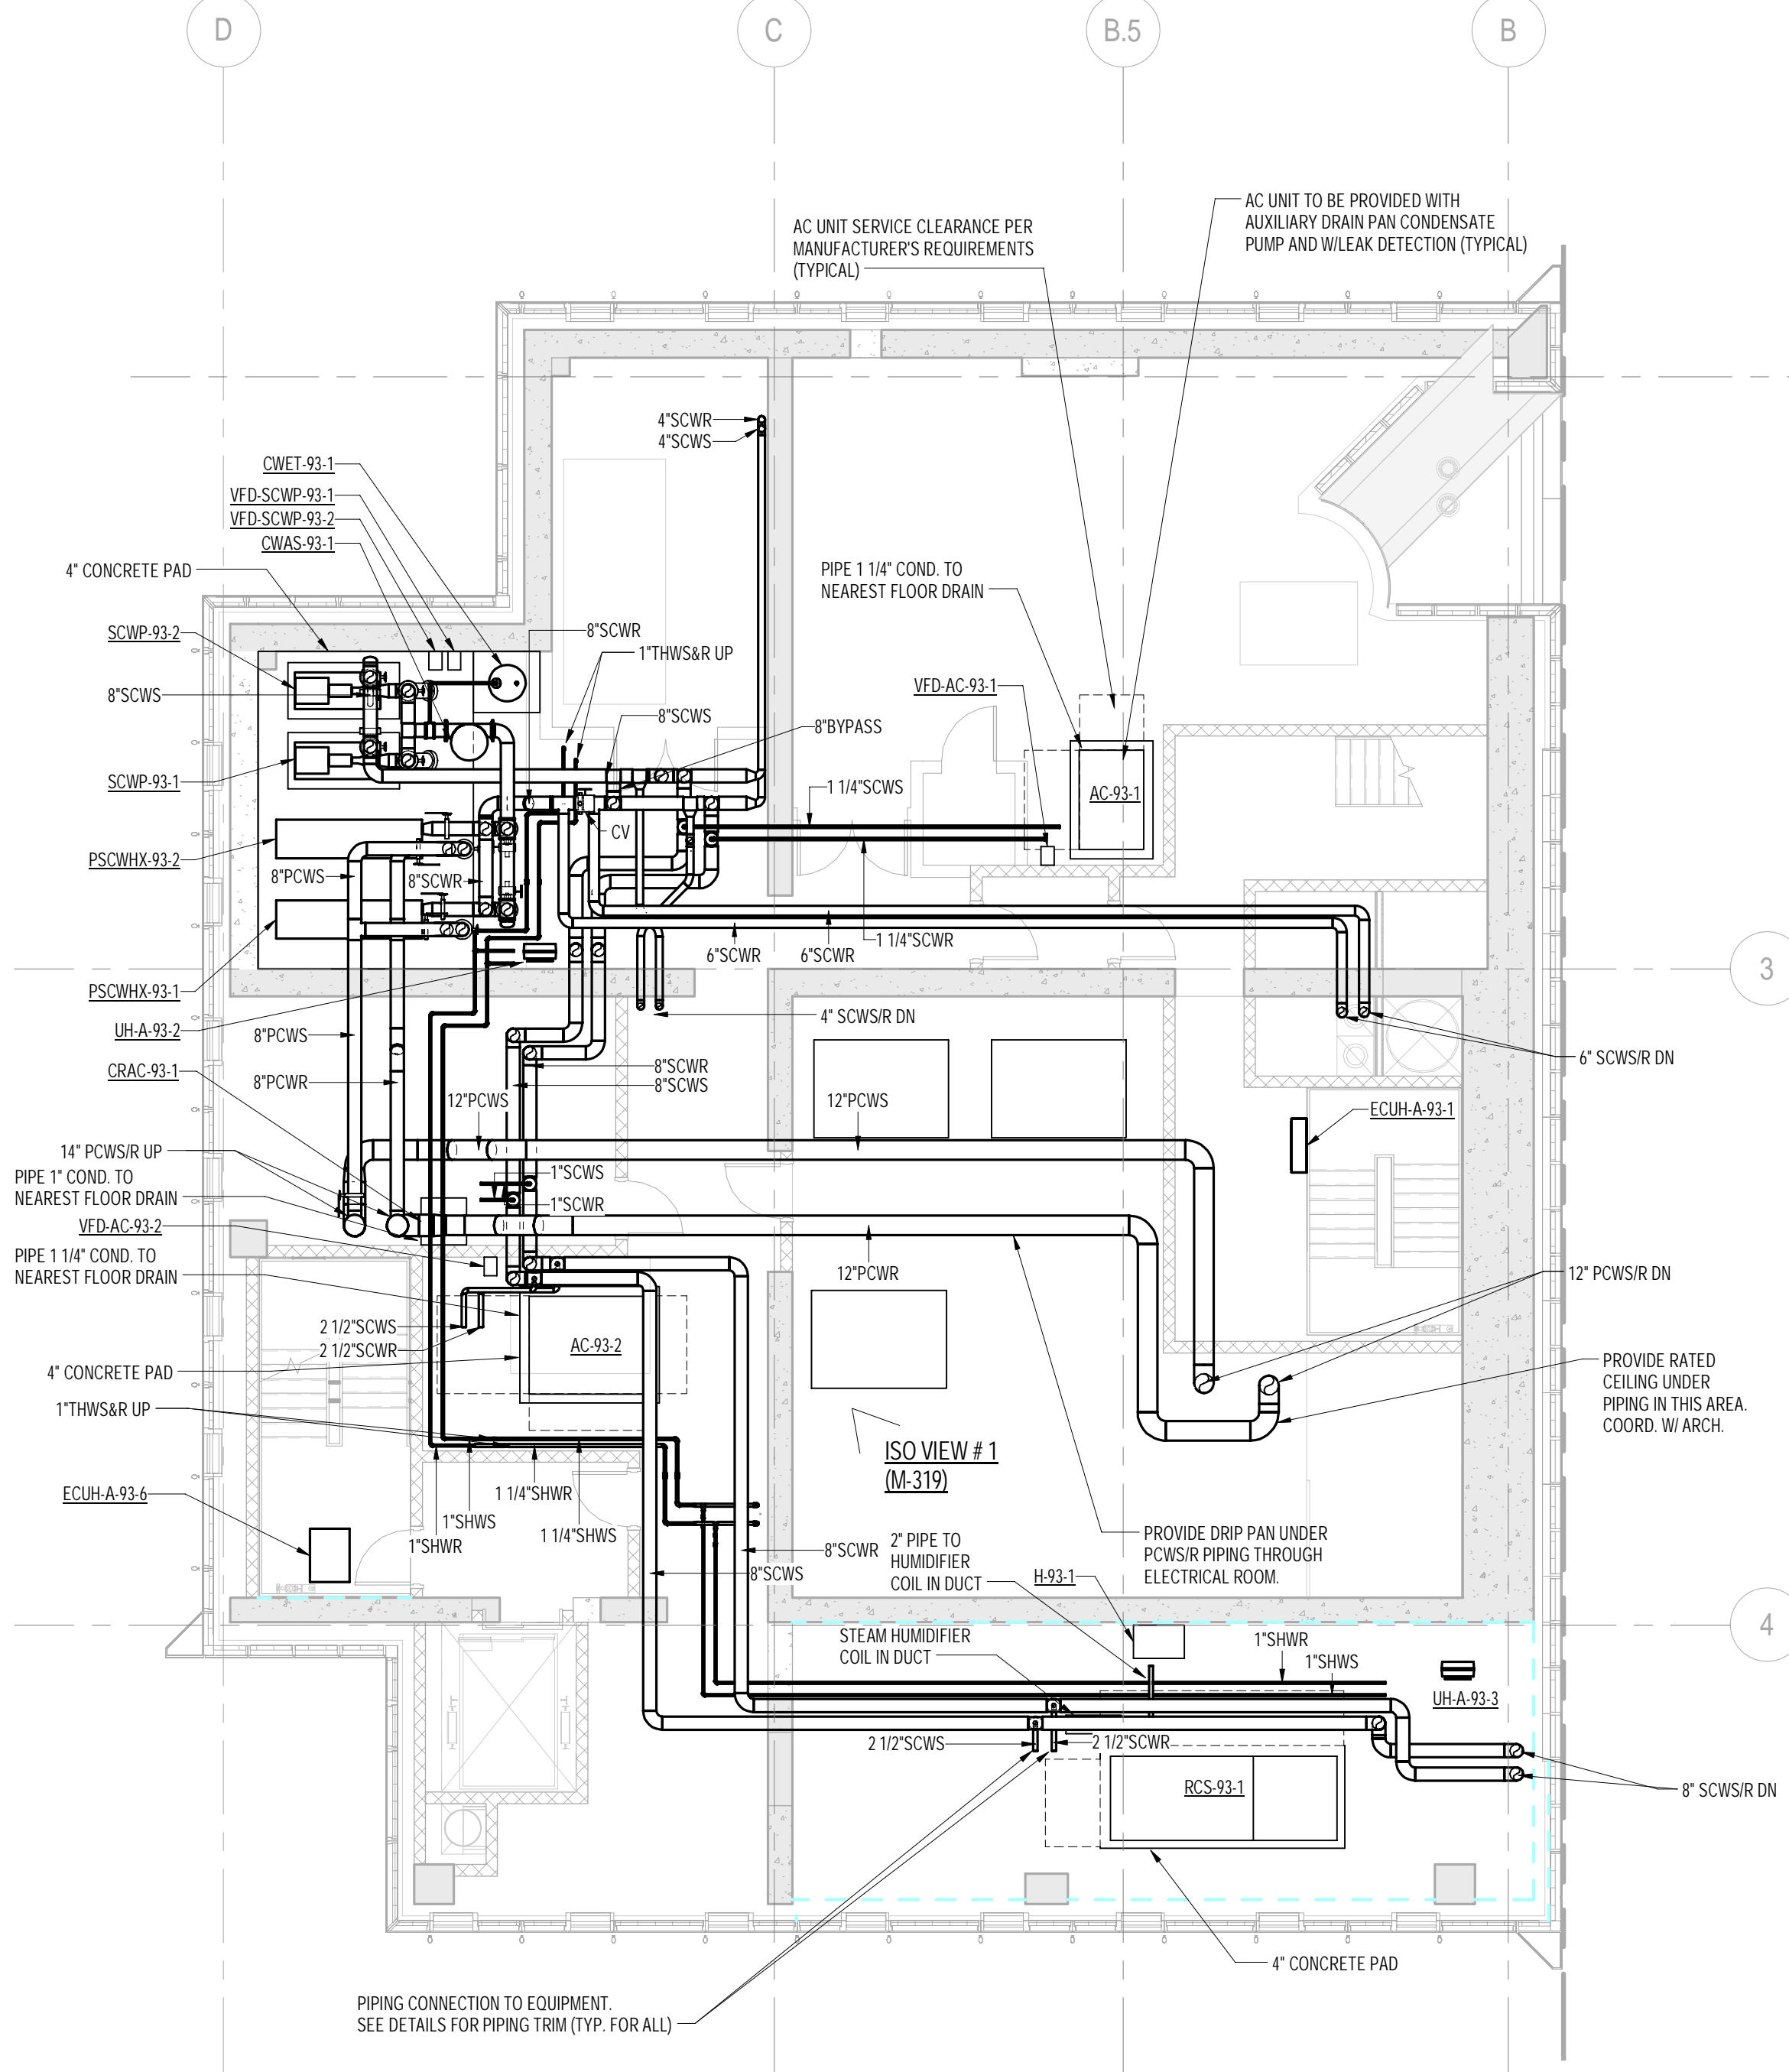 D
C
B.5
B
AC UNIT TO BE PROVIDED WITH
AUXILIARY DRAIN PAN CONDENSATE
PUMP AND W/LEAK DETECTION (TYPICAL)
AC UNIT SERVICE CLEARANCE PER
MANUFACTURER'S REQUIREMENTS
(TYPICAL)
4"SCWR
4"SCWS
CWET-93-1
VFD-SCWP-93-1
VFD-SCWP-93-2
CWAS-93-1
4" CONCRETE PAD
PIPE 1 1/4" COND. TO
NEAREST FLOOR DRAIN
SCWP-93-2
8"SCWR
1"THWS&R UP
8"SCWS
VFD-AC-93-1
8"SCWS
8"BYPASS
SCWP-93-1
1 1/4"SCWS
AC-93-1
CV
PSCWHX-93-2
8"PCWS
8"SCWR
6"SCWR
6"SCWR
1 1/4"SCWR
3
PSCWHX-93-1
4" SCWS/R DN
UH-A-93-2
8"PCWS
6" SCWS/R DN
8"SCWR
CRAC-93-1
8"PCWR
8"SCWS
12"PCWS
12"PCWS
ECUH-A-93-1
14" PCWS/R UP
1"SCWS
PIPE 1" COND. TO
NEAREST FLOOR DRAIN
1"SCWR
VFD-AC-93-2
PIPE 1 1/4" COND. TO
NEAREST FLOOR DRAIN
12"PCWR
12" PCWS/R DN
2 1/2"SCWS
2 1/2"SCWR
AC-93-2
4" CONCRETE PAD
PROVIDE RATED
CEILING UNDER
PIPING IN THIS AREA.
COORD. W/ ARCH.
1"THWS&R UP
ISO VIEW # 1
(M-319)
ECUH-A-93-6
1 1/4"SHWR
1"SHWS
1 1/4"SHWS
1"SHWR
PROVIDE DRIP PAN UNDER
PCWS/R PIPING THROUGH
ELECTRICAL ROOM.
2" PIPE TO
HUMIDIFIER
COIL IN DUCT
8"SCWR
8"SCWS
H-93-1
4
STEAM HUMIDIFIER
COIL IN DUCT
1"SHWR
1"SHWS
UH-A-93-3
2 1/2"SCWS
2 1/2"SCWR
RCS-93-1
8" SCWS/R DN
4" CONCRETE PAD
PIPING CONNECTION TO EQUIPMENT.
SEE DETAILS FOR PIPING TRIM (TYP. FOR ALL)